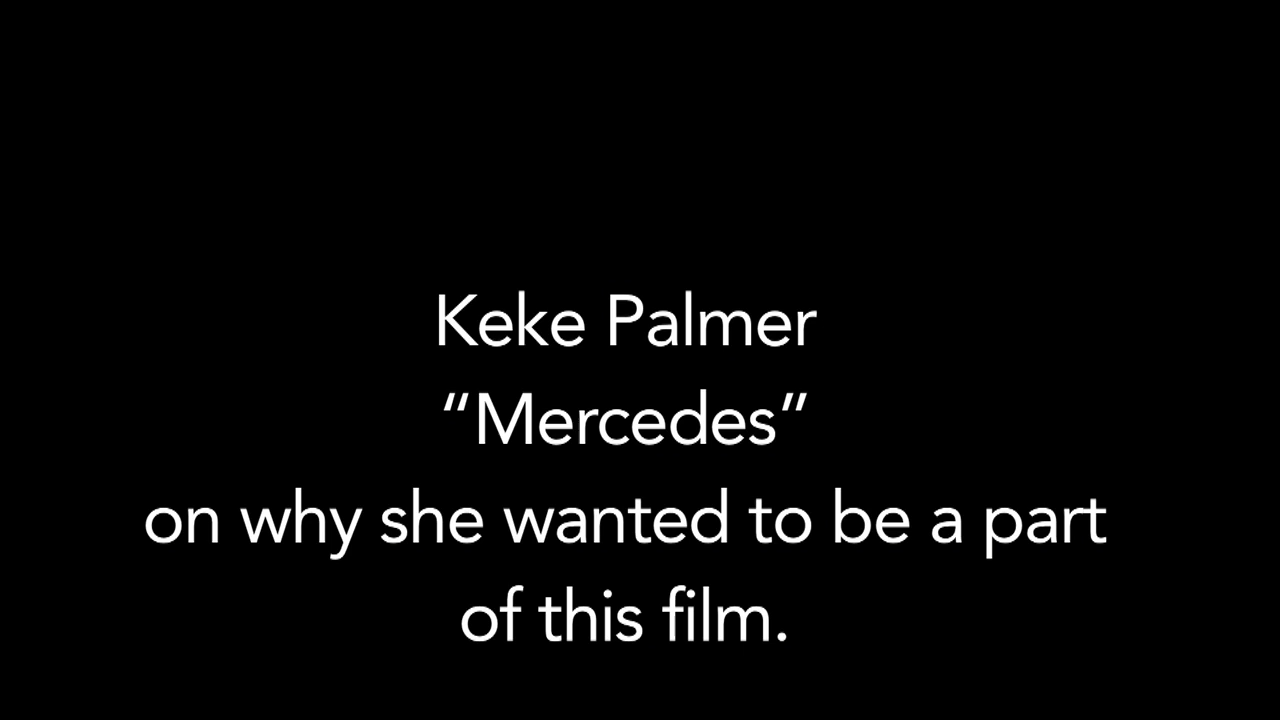 Keke Palmer
“Mercedes”
on why she wanted to be a part
of this film.